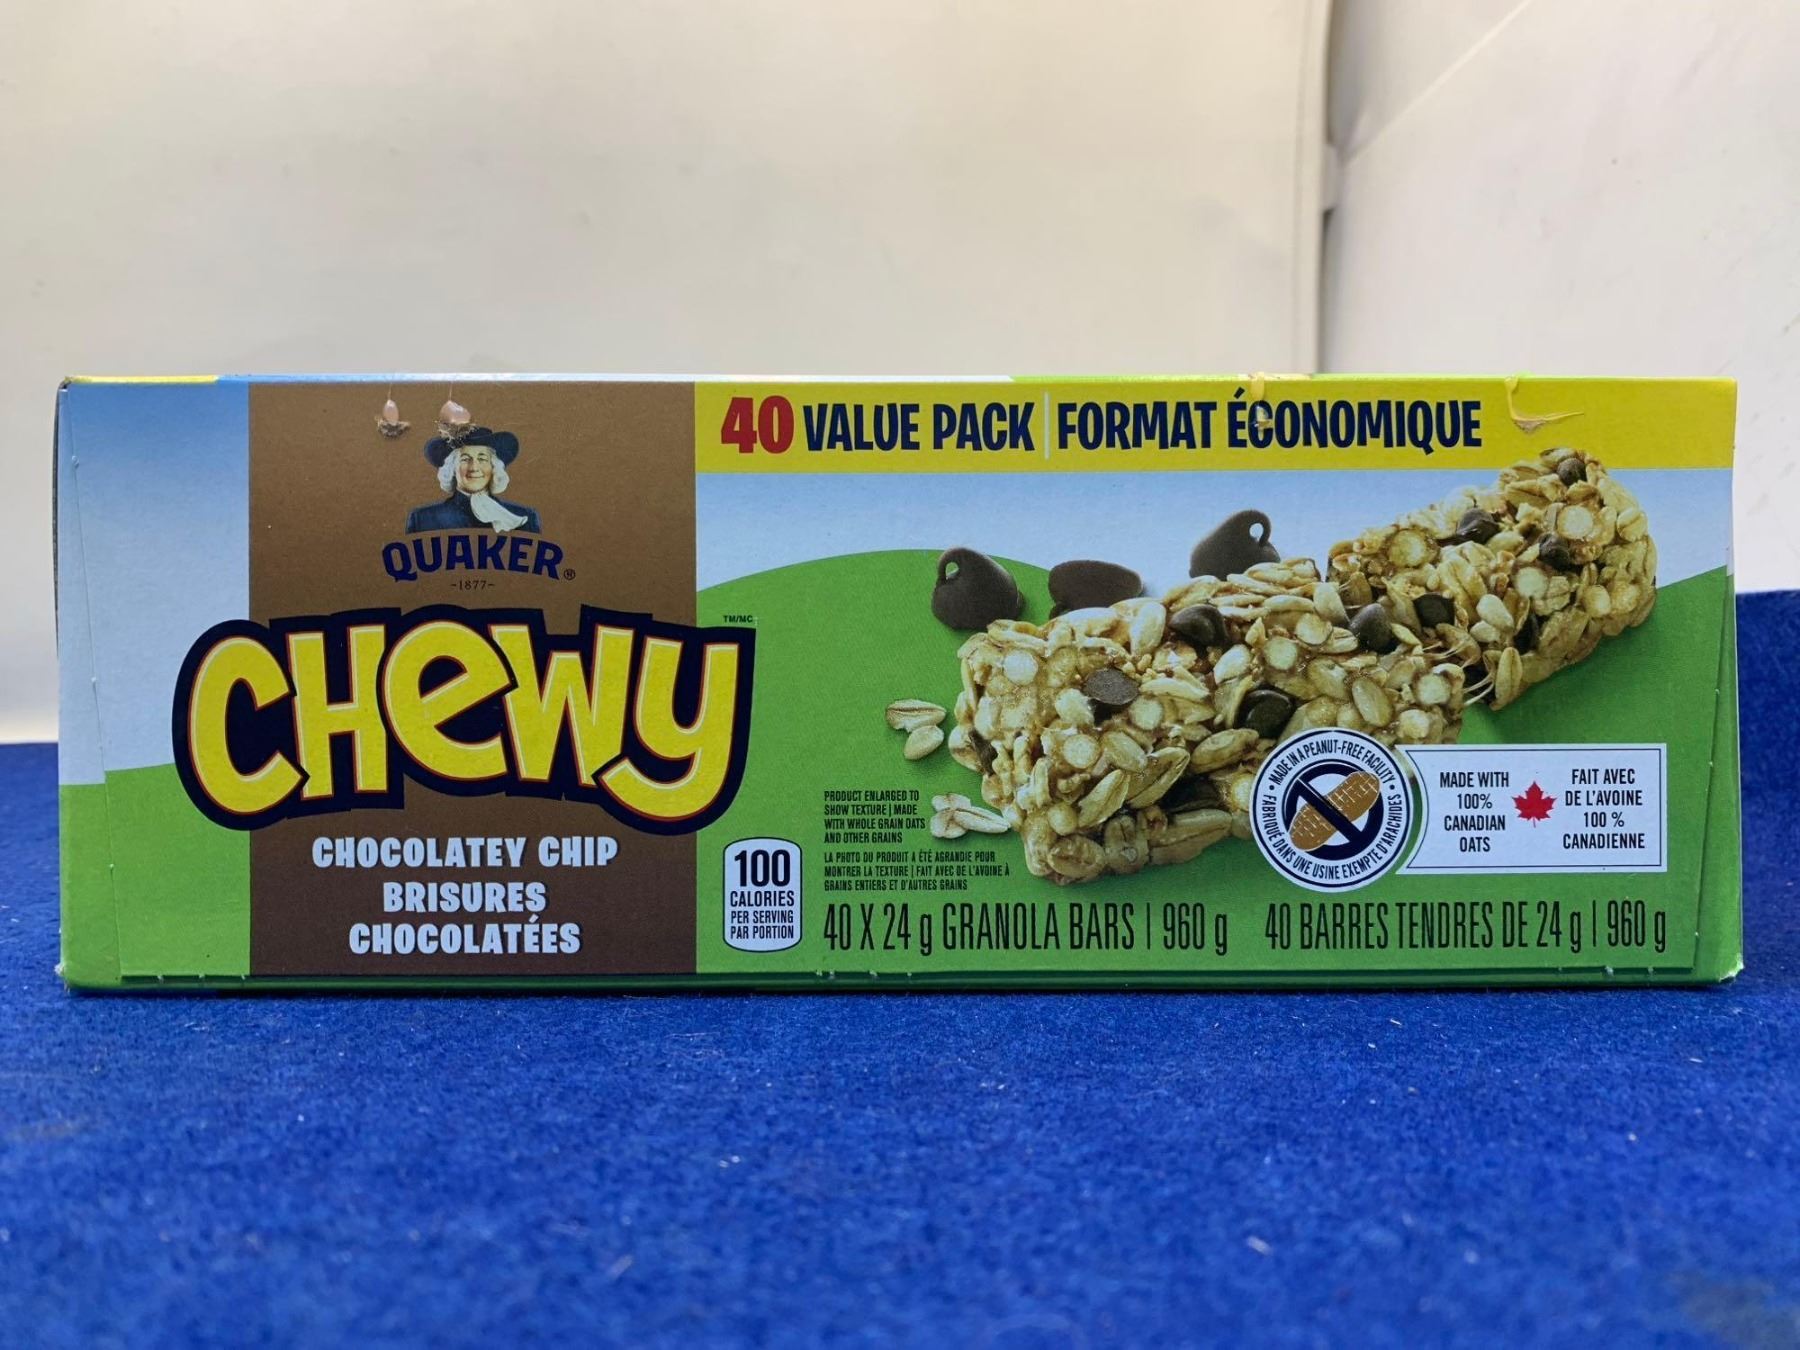 40 VALUE PACK | FORMAT ÉCONOMIQUE
QUAKER®
-1877-
CHEWY TM/MC
CHOCOLATEY CHIP
BRISURES
CHOCOLATÉES
100
CALORIES
PER SERVING
PAR PORTION
PRODUCT ENLARGED TO
SHOW TEXTURE | MADE
WITH WHOLE GRAIN OATS
AND OTHER GRAINS
LA PHOTO DU PRODUIT A ÉTÉ AGRANDIE POUR
MONTRER LA TEXTURE | FAIT AVEC DE L'AVOINE À
GRAINS ENTIERS ET D'AUTRES GRAINS
40 X 24 g GRANOLA BARS | 960 g 40 BARRES TENDRES DE 24 g | 960 g
• MADE IN A PEANUT-FREE FACILITY •
FABRIQUÉ DANS UNE USINE EXEMPTE D'ARACHIDES
MADE WITH
100%
CANADIAN
OATS
FAIT AVEC
DE L'AVOINE
100 %
CANADIENNE